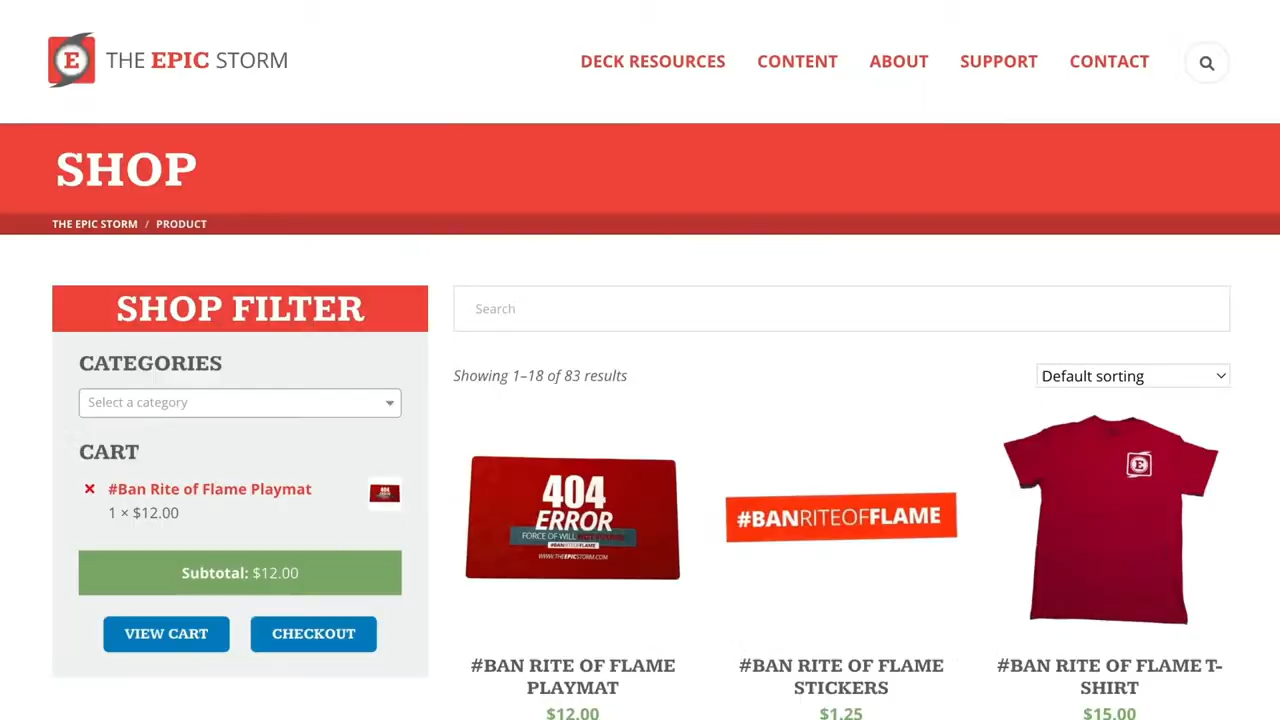 E THE EPIC STORM
DECK RESOURCES CONTENT ABOUT SUPPORT CONTACT
SHOP
THE EPIC STORM / PRODUCT
SHOP FILTER
CATEGORIES
Select a category
CART
× #Ban Rite of Flame Playmat
1 × $12.00
Subtotal: $12.00
VIEW CART CHECKOUT
Search
Showing 1–18 of 83 results
Default sorting
404
ERROR
FORCE OF WILL NOT FOUND
#BANRITEOFFLAME
WWW.THEEPICSTORM.COM
#BANRITEOFFLAME
E
#BAN RITE OF FLAME
PLAYMAT
$12.00
#BAN RITE OF FLAME
STICKERS
$1.25
#BAN RITE OF FLAME T-
SHIRT
$15.00